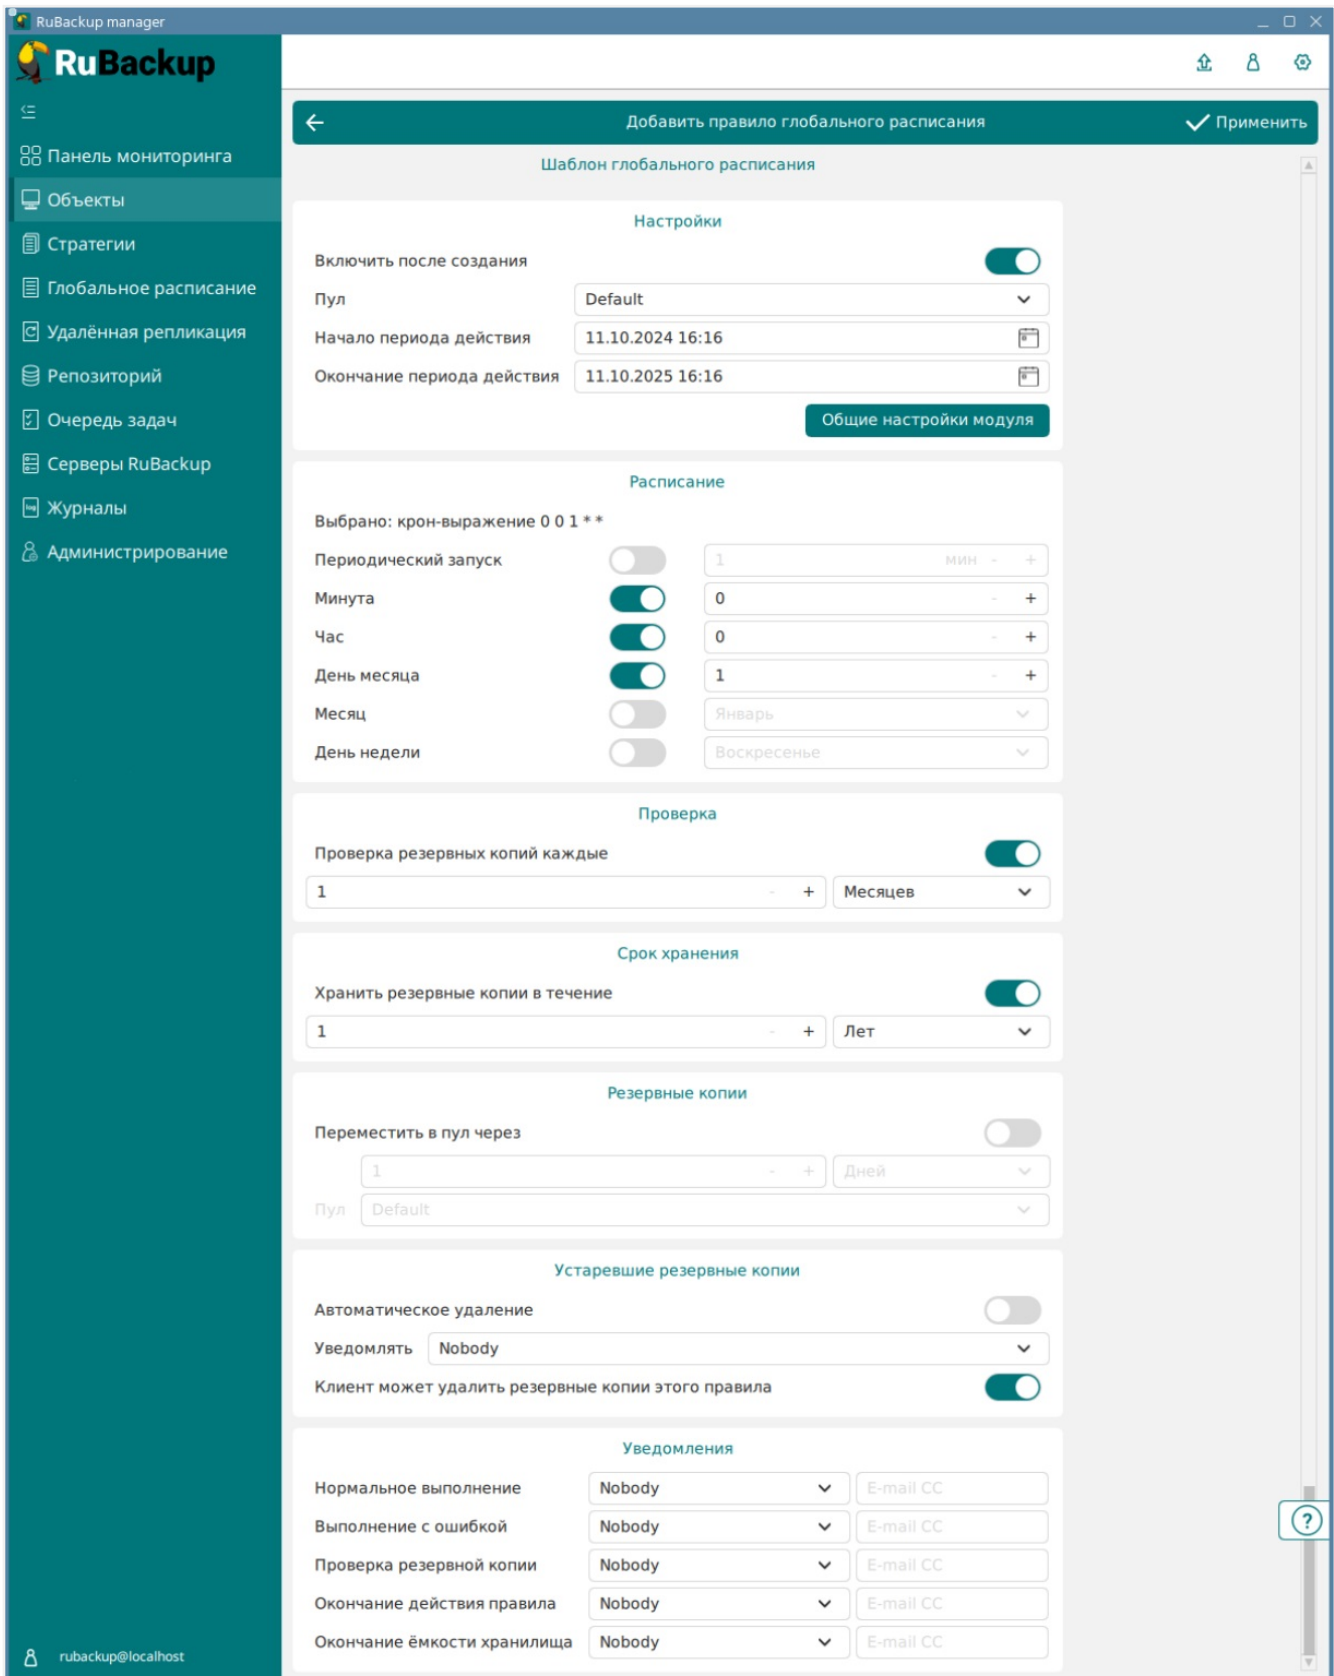 RuBackup manager
RuBackup
Панель мониторинга
Объекты
Стратегии
Глобальное расписание
Удалённая репликация
Репозиторий
Очередь задач
Серверы RuBackup
Журналы
Администрирование
rubackup@localhost
Добавить правило глобального расписания
Применить
Шаблон глобального расписания
Настройки
Включить после создания
Пул Default
Начало периода действия 11.10.2024 16:16
Окончание периода действия 11.10.2025 16:16
Общие настройки модуля
Расписание
Выбрано: крон-выражение 0 0 1 * *
Периодический запуск 1 мин - +
Минута 0 - +
Час 0 - +
День месяца 1 - +
Месяц Январь
День недели Воскресенье
Проверка
Проверка резервных копий каждые
1 - + Месяцев
Срок хранения
Хранить резервные копии в течение
1 - + Лет
Резервные копии
Переместить в пул через
1 - + Дней
Пул Default
Устаревшие резервные копии
Автоматическое удаление
Уведомлять Nobody
Клиент может удалить резервные копии этого правила
Уведомления
Нормальное выполнение Nobody E-mail CC
Выполнение с ошибкой Nobody E-mail CC
Проверка резервной копии Nobody E-mail CC
Окончание действия правила Nobody E-mail CC
Окончание ёмкости хранилища Nobody E-mail CC
?